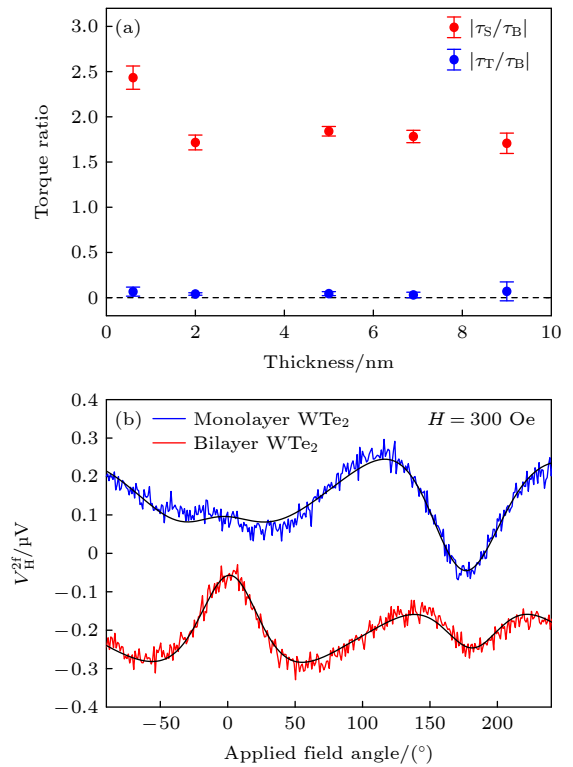 (a)
|τS/τB|
|τT/τB|
3.0
2.5
2.0
1.5
1.0
0.5
0
Torque ratio
0 2 4 6 8 10
Thickness/nm
(b)
Monolayer WTe₂
H = 300 Oe
Bilayer WTe₂
0.4
0.3
0.2
0.1
0
−0.1
−0.2
−0.3
−0.4
V_H^2f/µV
−50 0 50 100 150 200
Applied field angle/(°)